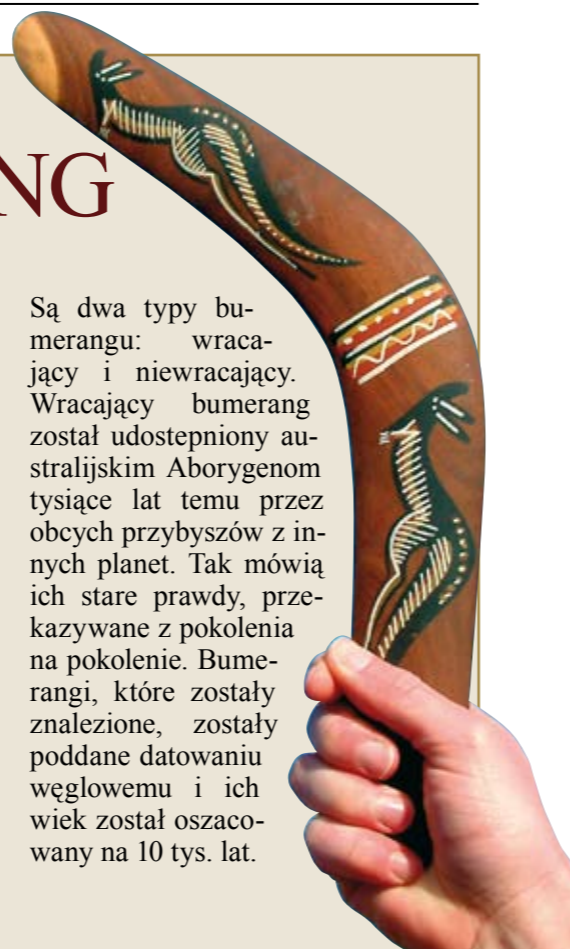 NG
Są dwa typy bu-
merangu: wraca-
jący i niewracający.
Wracający bumerang
został udostepniony au-
stralijskim Aborygenom
tysiące lat temu przez
obcych przybyszów z in-
nych planet. Tak mówią
ich stare prawdy, prze-
kazywane z pokolenia
na pokolenie. Bume-
rangi, które zostały
znalezione, zostały
poddane datowaniu
węglowemu i ich
wiek został oszaco-
wany na 10 tys. lat.